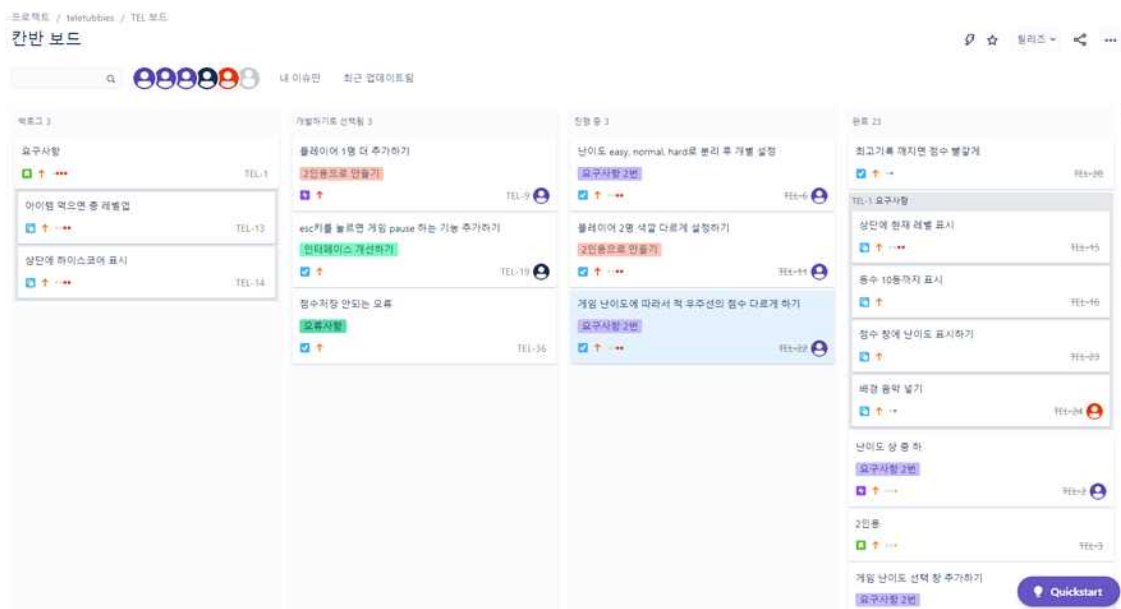 프로젝트 / teletubbies / TEL 보드
칸반 보드
릴리즈
내 이슈만 최근 업데이트됨
백로그 3
요구사항
TEL-1
아이템 먹으면 총 레벨업
TEL-13
상단에 하이스코어 표시
TEL-14
개발하기로 선택됨 3
플레이어 1명 더 추가하기
2인용으로 만들기
TEL-9
esc키를 눌르면 게임 pause 하는 기능 추가하기
인터페이스 개선하기
TEL-19
점수저장 안되는 오류
오류사항
TEL-36
진행 중 3
난이도 easy, normal, hard로 분리 후 개별 설정
요구사항 2번
TEL-6
플레이어 2명 색깔 다르게 설정하기
2인용으로 만들기
TEL-11
게임 난이도에 따라서 적 우주선의 점수 다르게 하기
요구사항 2번
TEL-22
완료 23
최고기록 깨지면 점수 빨갛게
TEL-20
TEL-1 요구사항
상단에 현재 레벨 표시
TEL-15
등수 10등까지 표시
TEL-16
점수 창에 난이도 표시하기
TEL-23
배경 음악 넣기
TEL-24
난이도 상 중 하
요구사항 2번
TEL-2
2인용
TEL-3
게임 난이도 선택 창 추가하기
요구사항 2번
Quickstart